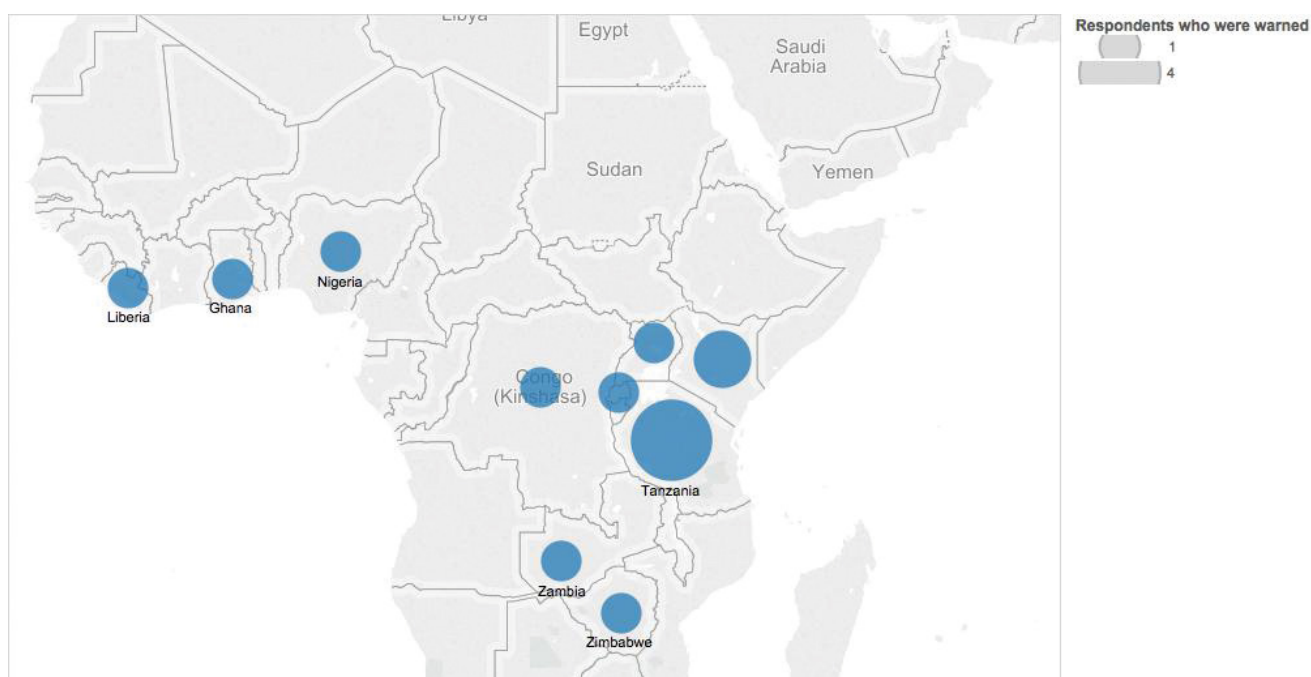 Libya
Egypt
Saudi
Arabia
Sudan
Yemen
Nigeria
Ghana
Liberia
Congo
(Kinshasa)
Tanzania
Zambia
Zimbabwe
Respondents who were warned
1
4